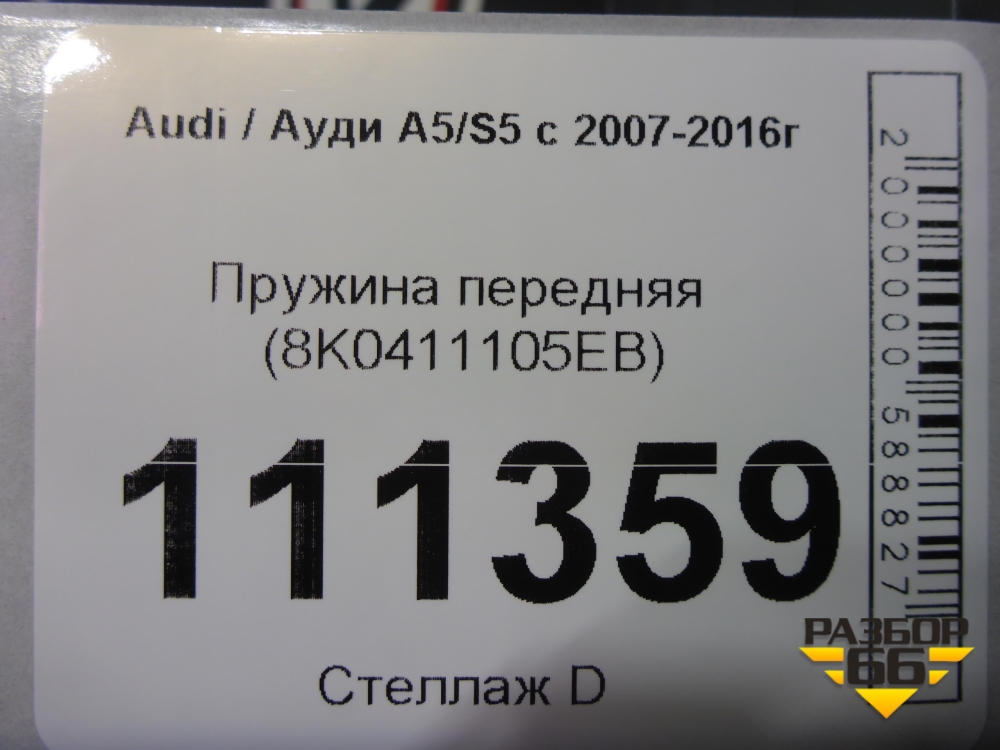 Audi / Ауди A5/S5 с 2007-2016г
Пружина передняя
(8K0411105EB)
111359
Стеллаж D
2000000588827
РАЗБОР
66